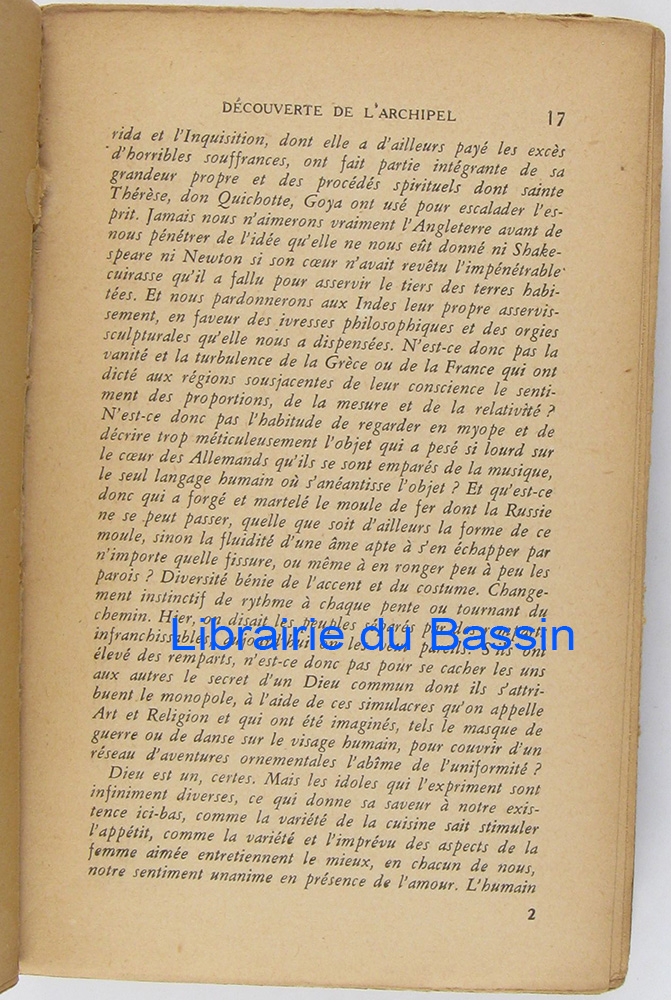 DÉCOUVERTE DE L'ARCHIPEL 17
rida et l'Inquisition, dont elle a d'ailleurs payé les excès
d'horribles souffrances, ont fait partie intégrante de sa
grandeur propre et des procédés spirituels dont sainte
Thérèse, don Quichotte, Goya ont usé pour escalader l'es-
prit. Jamais nous n'aimerons vraiment l'Angleterre avant de
nous pénétrer de l'idée qu'elle ne nous eût donné ni Shake-
speare ni Newton si son cœur n'avait revêtu l'impénétrable
cuirasse qu'il a fallu pour asservir le tiers des terres habi-
tées. Et nous pardonnerons aux Indes leur propre asservis-
sement, en faveur des ivresses philosophiques et des orgies
sculpturales qu'elle nous a dispensées. N'est-ce donc pas la
vanité et la turbulence de la Grèce ou de la France qui ont
dicté aux régions sousjacentes de leur conscience le senti-
ment des proportions, de la mesure et de la relativité ?
N'est-ce donc pas l'habitude de regarder en myope et de
décrire trop méticuleusement l'objet qui a pesé si lourd sur
le cœur des Allemands qu'ils se sont emparés de la musique,
le seul langage humain où s'anéantisse l'objet ? Et qu'est-ce
donc qui a forgé et martelé le moule de fer dont la Russie
ne se peut passer, quelle que soit d'ailleurs la forme de ce
moule, sinon la fluidité d'une âme apte à s'en échapper par
n'importe quelle fissure, ou même à en ronger peu à peu les
parois ? Diversité bénie de l'accent et du costume. Change-
ment instinctif de rythme à chaque pente ou tournant du
chemin. Hier, on disait les peuples séparés par des remparts
Librairie du Bassin
infranchissables, aujourd'hui on les veut pareils. S'ils ont
élevé des remparts, n'est-ce donc pas pour se cacher les uns
aux autres le secret d'un Dieu commun dont ils s'attri-
buent le monopole, à l'aide de ces simulacres qu'on appelle
Art et Religion et qui ont été imaginés, tels le masque de
guerre ou de danse sur le visage humain, pour couvrir d'un
réseau d'aventures ornementales l'abîme de l'uniformité ?
Dieu est un, certes. Mais les idoles qui l'expriment sont
infiniment diverses, ce qui donne sa saveur à notre exis-
tence ici-bas, comme la variété de la cuisine sait stimuler
l'appétit, comme la variété et l'imprévu des aspects de la
femme aimée entretiennent le mieux, en chacun de nous,
notre sentiment unanime en présence de l'amour. L'humain
2